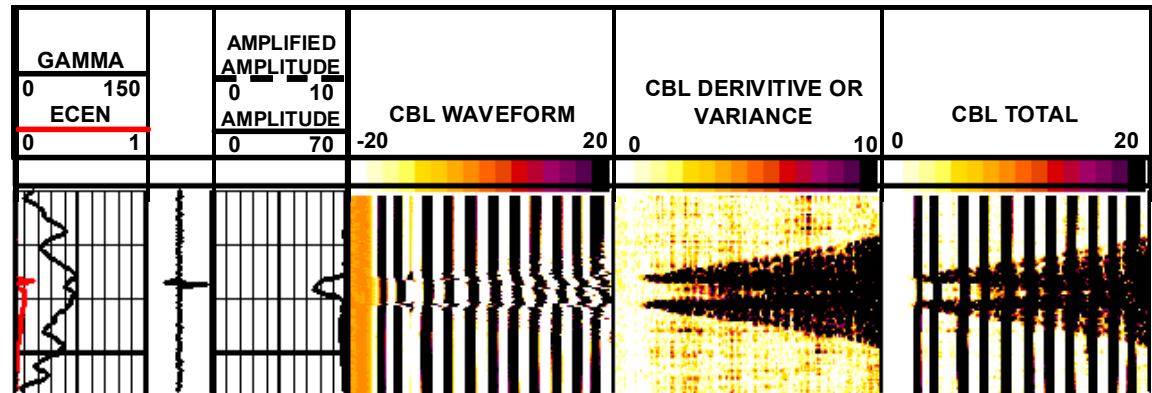 GAMMA
0 150
ECEN
0 1
AMPLIFIED
AMPLITUDE
0 10
AMPLITUDE
0 70
CBL WAVEFORM
-20 20
CBL DERIVITIVE OR
VARIANCE
0 10
CBL TOTAL
0 20